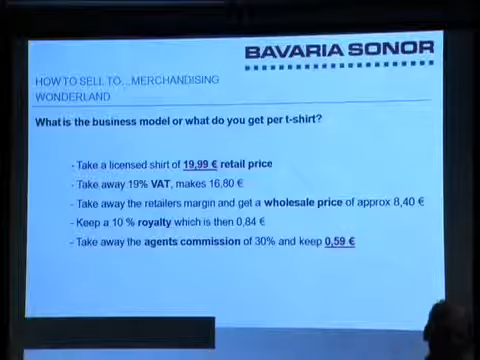 BAVARIA SONOR
HOW TO SELL TO...MERCHANDISING
WONDERLAND
What is the business model or what do you get per t-shirt?
- Take a licensed shirt of 19,99 € retail price
- Take away 19% VAT, makes 16,80 €
- Take away the retailers margin and get a wholesale price of approx 8,40 €
- Keep a 10 % royalty which is then 0,84 €
- Take away the agents commission of 30% and keep 0,59 €